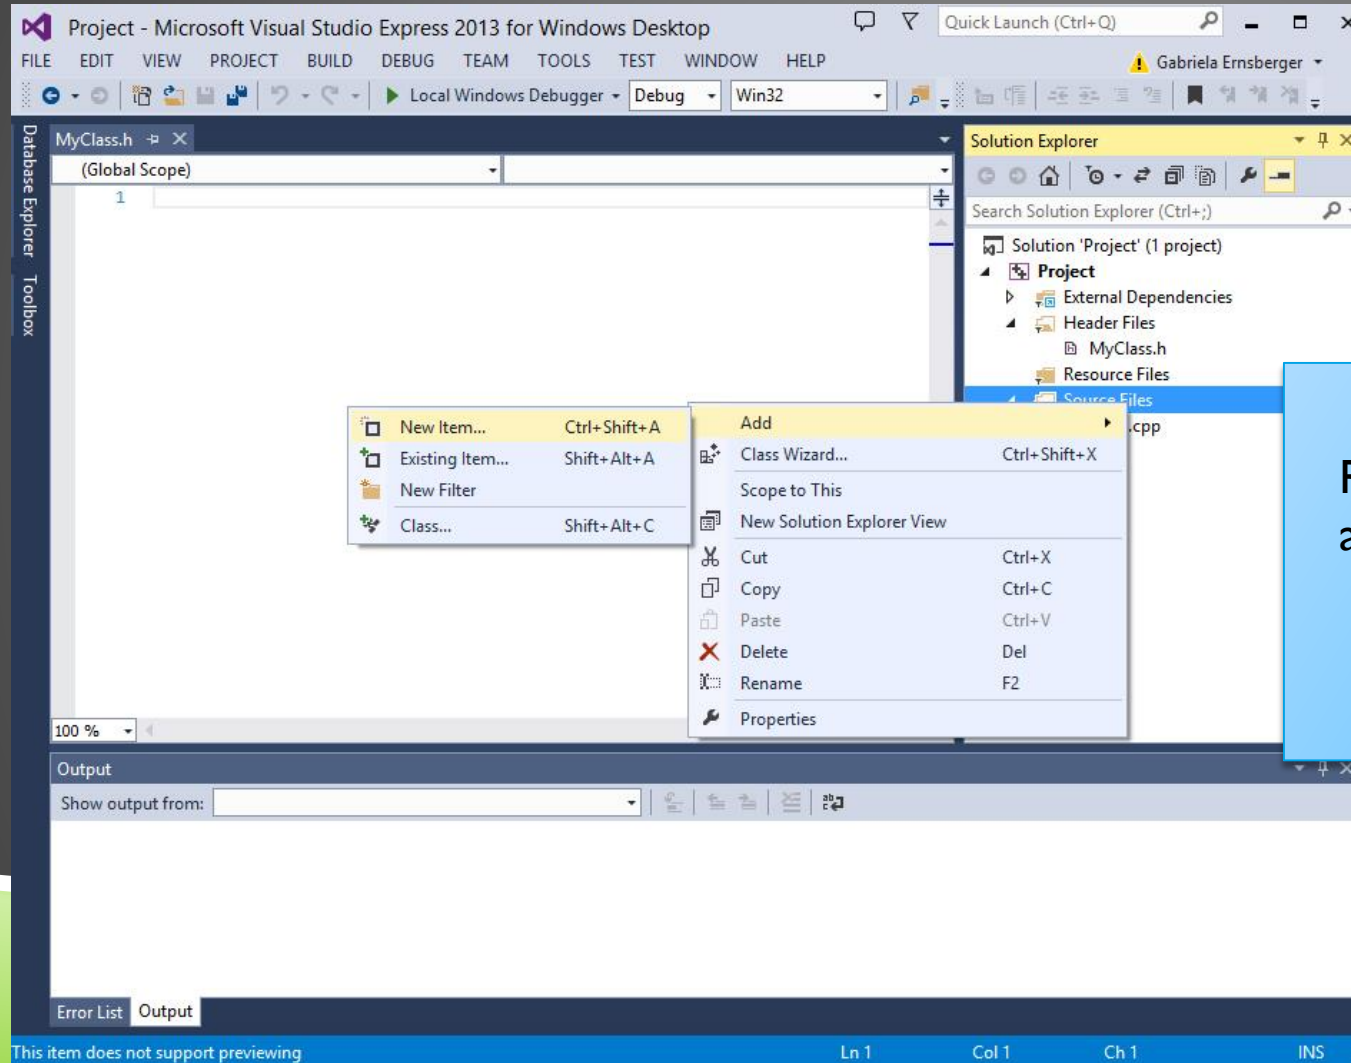 Project - Microsoft Visual Studio Express 2013 for Windows Desktop
Quick Launch (Ctrl+Q)
FILE EDIT VIEW PROJECT BUILD DEBUG TEAM TOOLS TEST WINDOW HELP
Gabriela Ernsberger
Local Windows Debugger
Debug
Win32
Database Explorer
Toolbox
MyClass.h
(Global Scope)
1
100 %
Solution Explorer
Search Solution Explorer (Ctrl+;)
Solution 'Project' (1 project)
Project
External Dependencies
Header Files
MyClass.h
Resource Files
Source Files
.cpp
New Item... Ctrl+Shift+A
Existing Item... Shift+Alt+A
New Filter
Class... Shift+Alt+C
Add
Class Wizard... Ctrl+Shift+X
Scope to This
New Solution Explorer View
Cut Ctrl+X
Copy Ctrl+C
Paste Ctrl+V
Delete Del
Rename F2
Properties
Output
Show output from:
Error List Output
This item does not support previewing
Ln 1 Col 1 Ch 1 INS